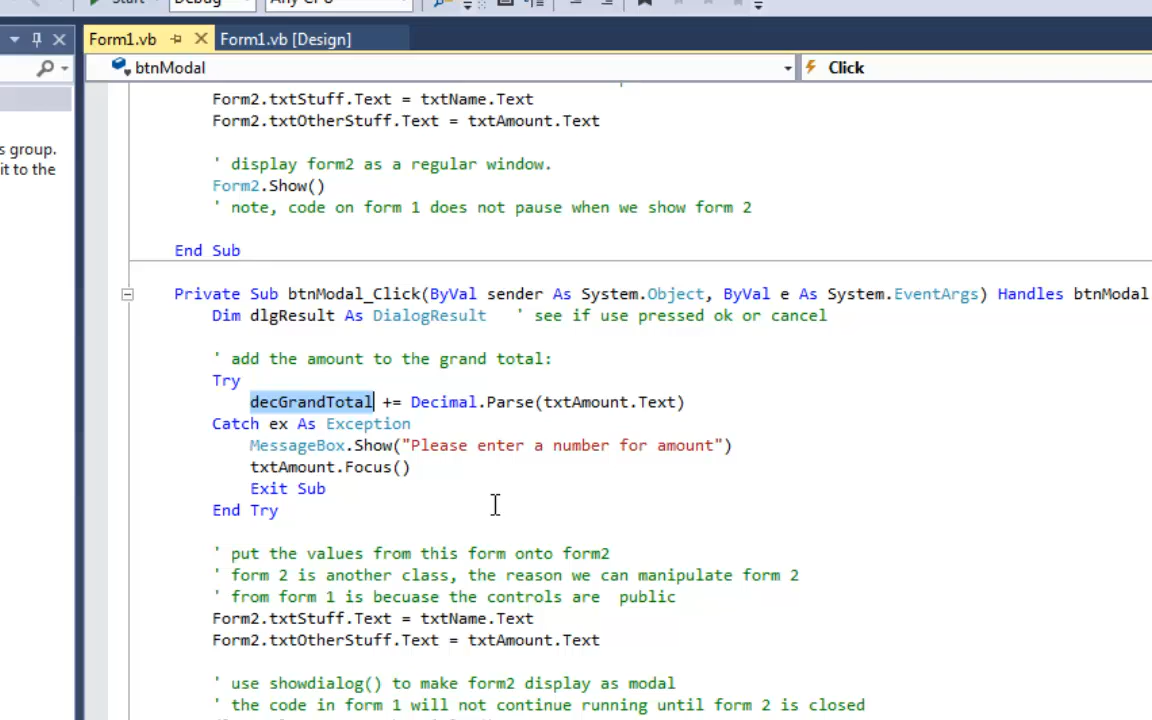 Form1.vb
Form1.vb [Design]
btnModal
Click
s group.
it to the
Form2.txtStuff.Text = txtName.Text
Form2.txtOtherStuff.Text = txtAmount.Text
' display form2 as a regular window.
Form2.Show()
' note, code on form 1 does not pause when we show form 2
End Sub
Private Sub btnModal_Click(ByVal sender As System.Object, ByVal e As System.EventArgs) Handles btnModal
Dim dlgResult As DialogResult   ' see if use pressed ok or cancel
' add the amount to the grand total:
Try
decGrandTotal += Decimal.Parse(txtAmount.Text)
Catch ex As Exception
MessageBox.Show("Please enter a number for amount")
txtAmount.Focus()
Exit Sub
End Try
' put the values from this form onto form2
' form 2 is another class, the reason we can manipulate form 2
' from form 1 is becuase the controls are  public
Form2.txtStuff.Text = txtName.Text
Form2.txtOtherStuff.Text = txtAmount.Text
' use showdialog() to make form2 display as modal
' the code in form 1 will not continue running until form 2 is closed